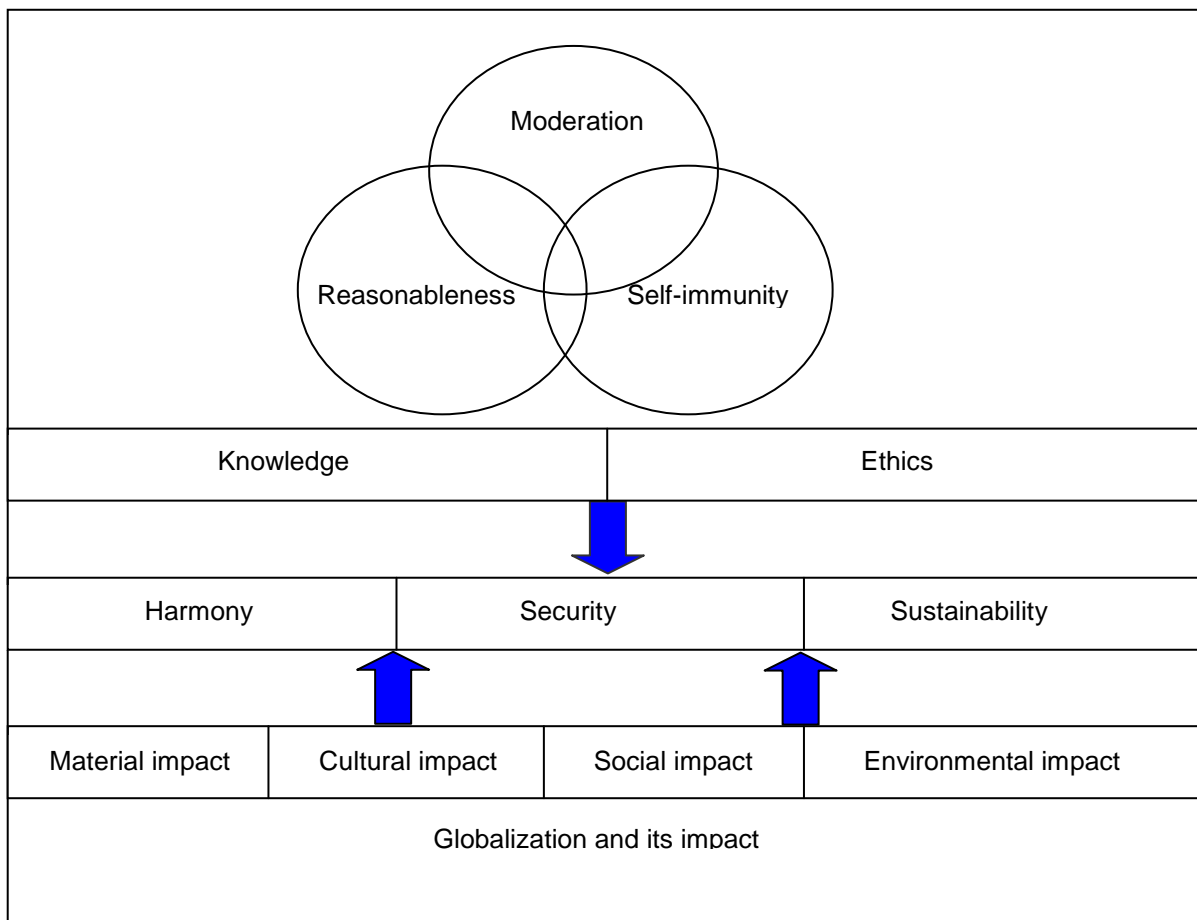 Moderation
Reasonableness
Self-immunity
Knowledge
Ethics
Harmony
Security
Sustainability
Material impact
Cultural impact
Social impact
Environmental impact
Globalization and its impact